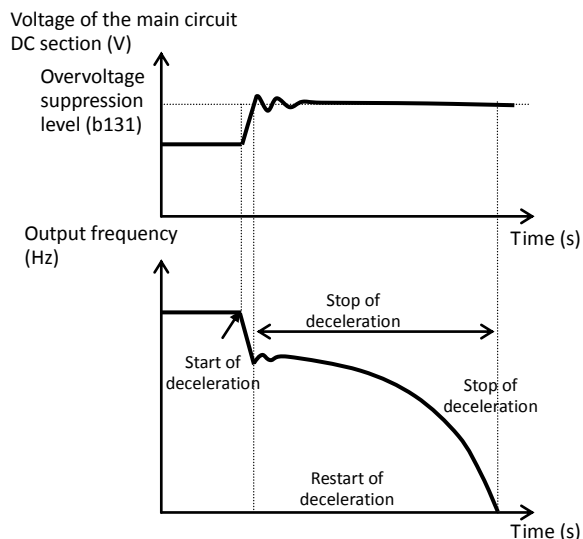 Voltage of the main circuit
DC section (V)
Overvoltage
suppression
level (b131)
Time (s)
Output frequency
(Hz)
Stop of
deceleration
Start of
deceleration
Stop of
deceleration
Restart of
deceleration
Time (s)